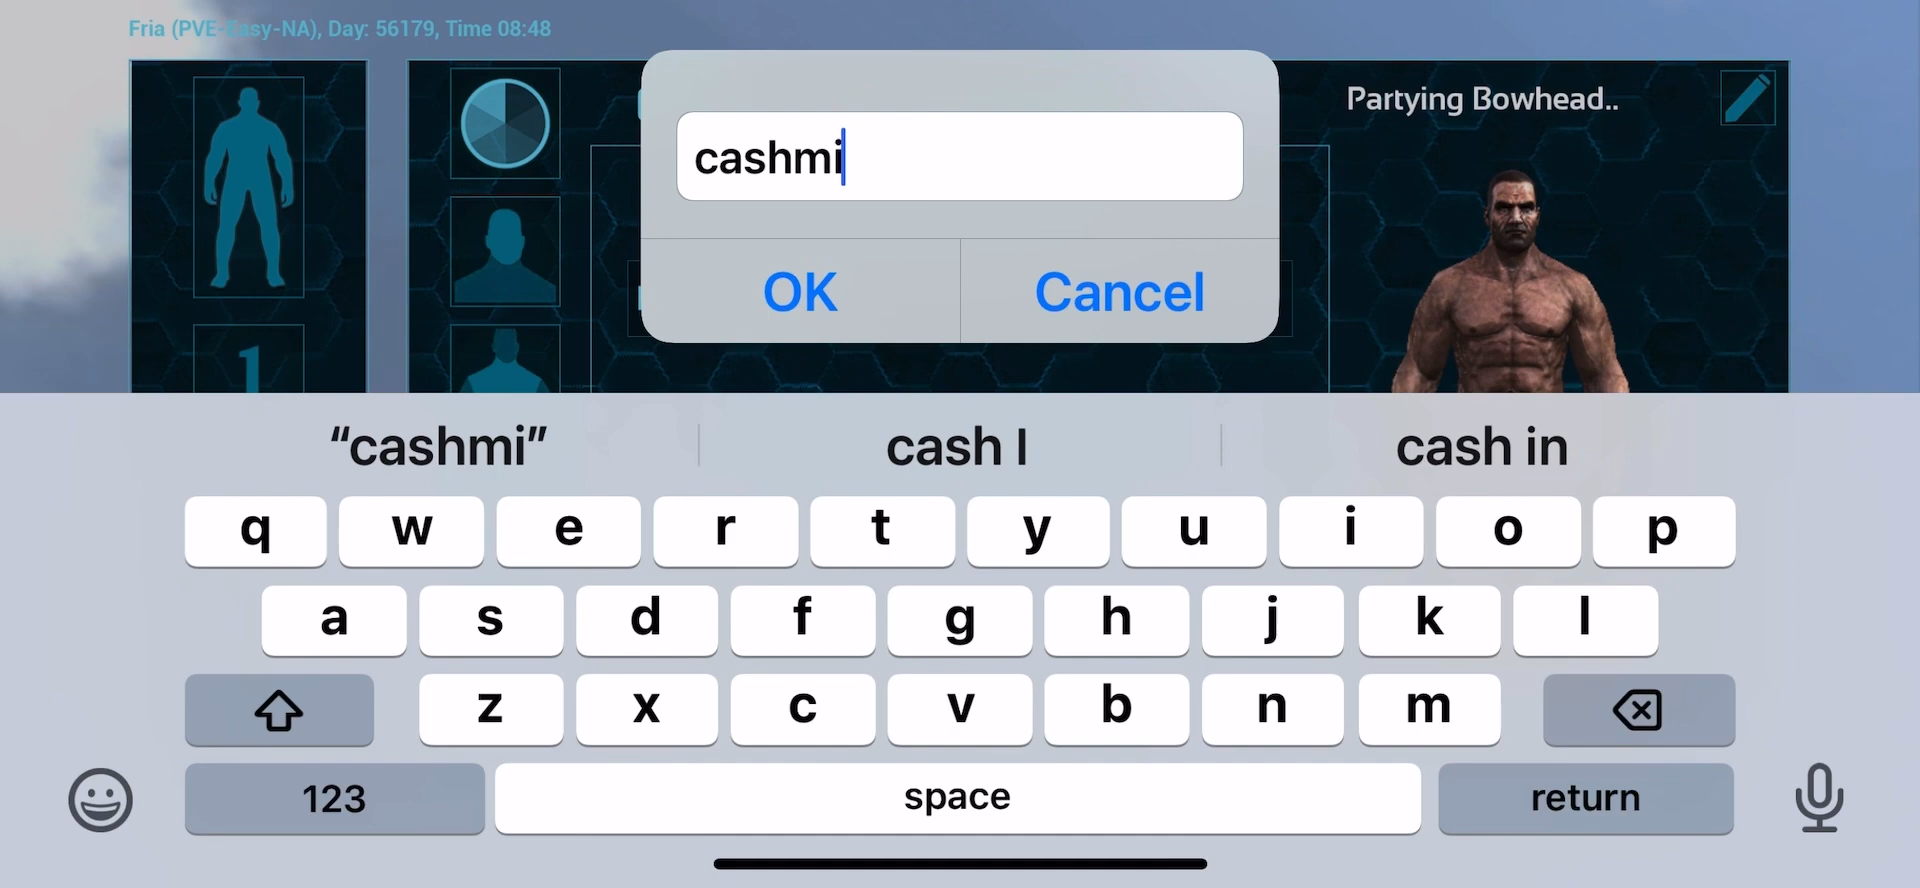 Fria (PVE-Easy-NA), Day: 56179, Time 08:48
Partying Bowhead..
cashmi
OK Cancel
1
“cashmi” cash I cash in
q w e r t y u i o p
a s d f g h j k l
z x c v b n m
123 space return